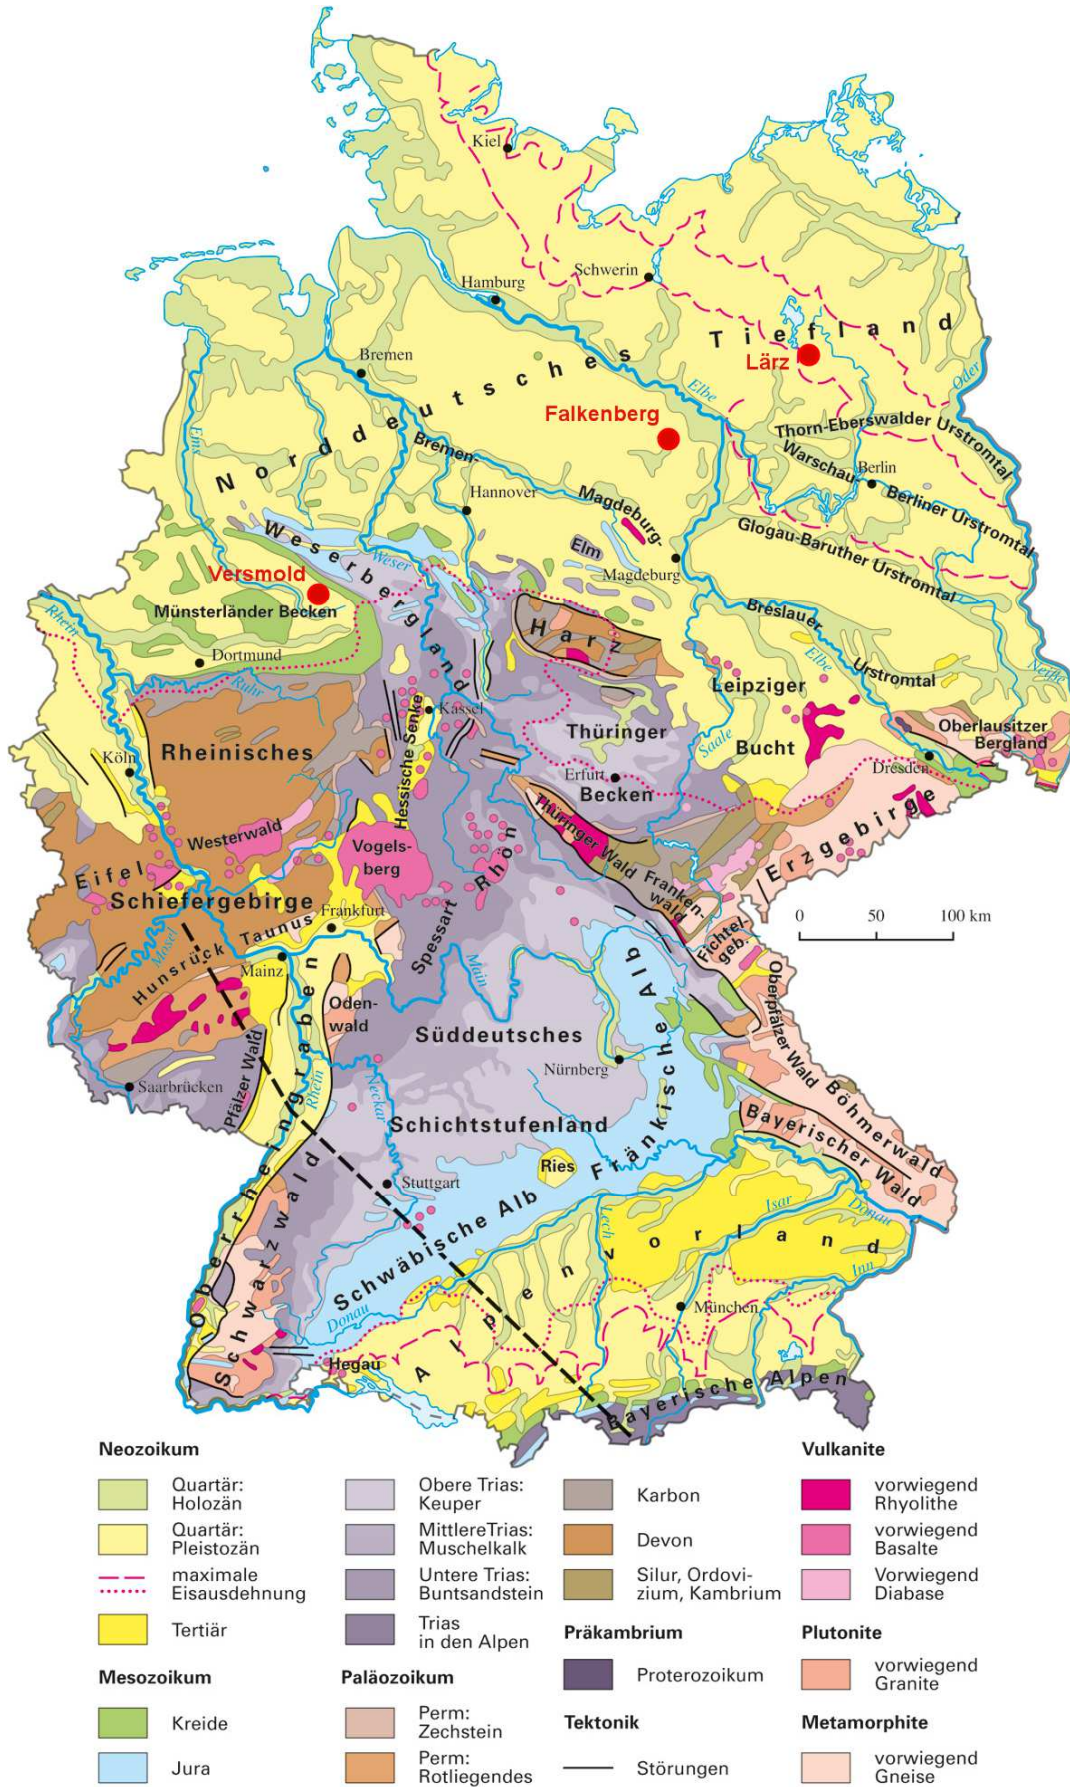 Kiel
Schwerin
Hamburg
Tiefland
Lärz
Bremen
Norddeutsches
Elbe
Oder
Falkenberg
Thorn-Eberswalder Urstromtal
Ems
Bremen-
Magdeburg-
Warschau-
Berliner Urstromtal
Berlin
Hannover
Glogau-Baruther Urstromtal
Weserbergland
Weser
Elm
Magdeburg
Versmold
Münsterländer Becken
Rhein
Harz
Breslauer
Urstromtal
Elbe
Neiße
Dortmund
Ruhr
Leipziger
Bucht
Kassel
Hessische Senke
Thüringer
Becken
Saale
Oberlausitzer
Bergland
Rheinisches
Schiefergebirge
Köln
Erfurt
Dresden
Westerwald
Vogels-
berg
Rhön
Thüringer Wald
Franken-
wald
Erzgebirge
Eifel
Frankfurt
Spessart
Fichtel-
geb.
0 50 100 km
Mosel
Hunsrück
Taunus
Mainz
Main
Oden-
wald
Süddeutsches
Schichtstufenland
Oberpfälzer Wald
Böhmerwald
Nürnberg
Fränkische Alb
Saarbrücken
Pfälzer Wald
Oberrheingraben
Rhein
Neckar
Bayerischer Wald
Ries
Stuttgart
Schwäbische Alb
Schwarzwald
Lech
Isar
Donau
Inn
Alpenvorland
Donau
München
Hegau
Bayerische Alpen
Neozoikum
Quartär:
Holozän
Quartär:
Pleistozän
maximale
Eisausdehnung
Tertiär
Mesozoikum
Kreide
Jura
Obere Trias:
Keuper
MittlereTrias:
Muschelkalk
Untere Trias:
Buntsandstein
Trias
in den Alpen
Paläozoikum
Perm:
Zechstein
Perm:
Rotliegendes
Karbon
Devon
Silur, Ordovi-
zium, Kambrium
Präkambrium
Proterozoikum
Tektonik
Störungen
Vulkanite
vorwiegend
Rhyolithe
vorwiegend
Basalte
Vorwiegend
Diabase
Plutonite
vorwiegend
Granite
Metamorphite
vorwiegend
Gneise